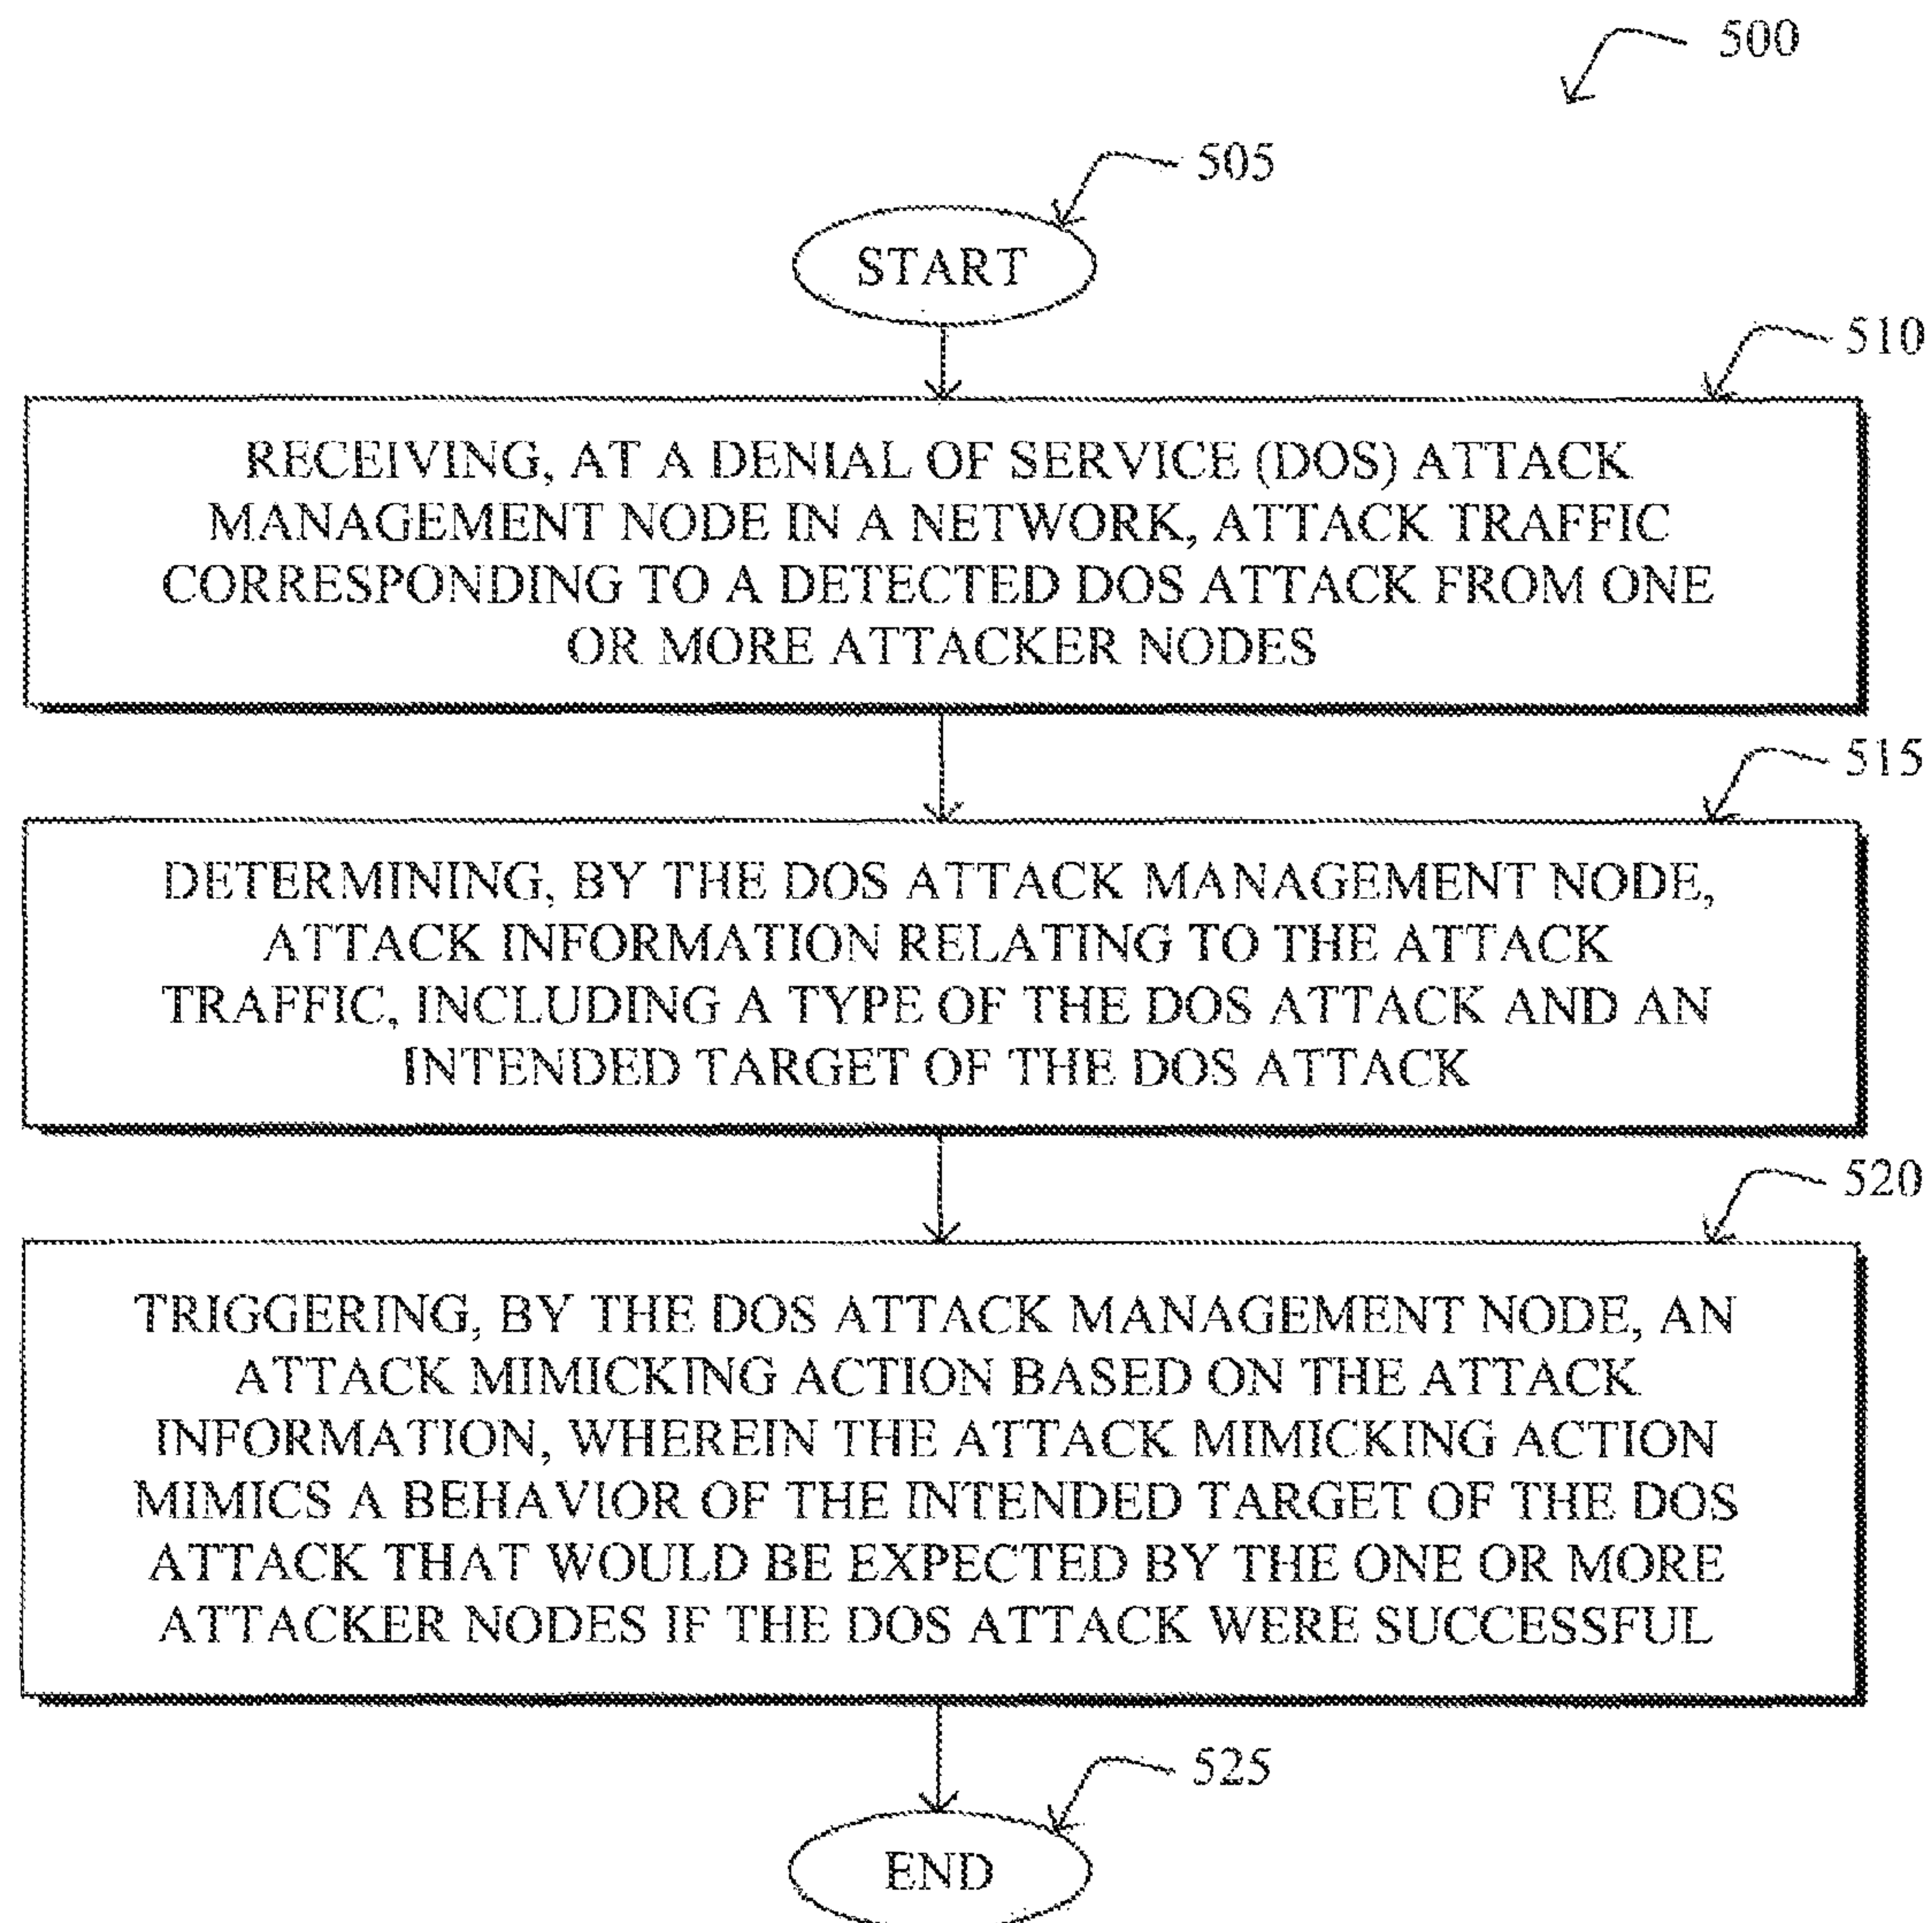 500
505
START
510
RECEIVING, AT A DENIAL OF SERVICE (DOS) ATTACK
MANAGEMENT NODE IN A NETWORK, ATTACK TRAFFIC
CORRESPONDING TO A DETECTED DOS ATTACK FROM ONE
OR MORE ATTACKER NODES
515
DETERMINING, BY THE DOS ATTACK MANAGEMENT NODE,
ATTACK INFORMATION RELATING TO THE ATTACK
TRAFFIC, INCLUDING A TYPE OF THE DOS ATTACK AND AN
INTENDED TARGET OF THE DOS ATTACK
520
TRIGGERING, BY THE DOS ATTACK MANAGEMENT NODE, AN
ATTACK MIMICKING ACTION BASED ON THE ATTACK
INFORMATION, WHEREIN THE ATTACK MIMICKING ACTION
MIMICS A BEHAVIOR OF THE INTENDED TARGET OF THE DOS
ATTACK THAT WOULD BE EXPECTED BY THE ONE OR MORE
ATTACKER NODES IF THE DOS ATTACK WERE SUCCESSFUL
525
END